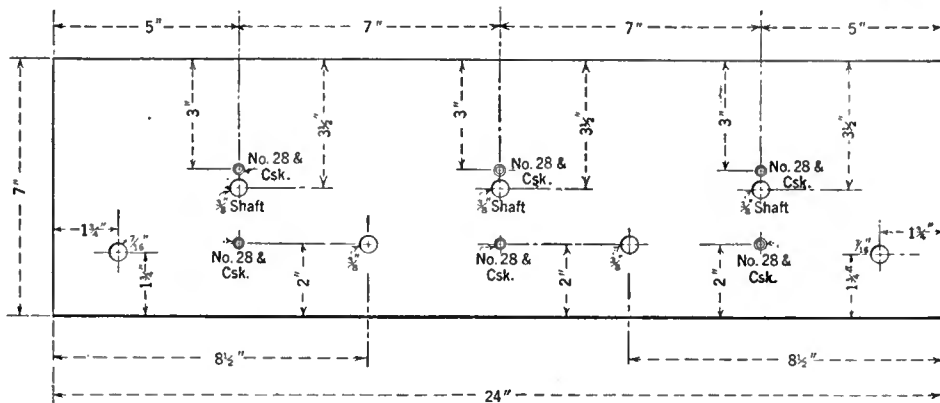 5" 7" 7" 5"
3" 3½" 3" 3½" 3" 3½"
7"
No. 28 & Csk.
No. 28 & Csk.
No. 28 & Csk.
⅜" Shaft
⅜" Shaft
⅜" Shaft
1¾" 7/16" ⅜" ⅜" 7/16" 1¾"
1¾" 2" 2" 2" 1¾"
No. 28 & Csk.
No. 28 & Csk.
No. 28 & Csk.
8½" 8½"
24"